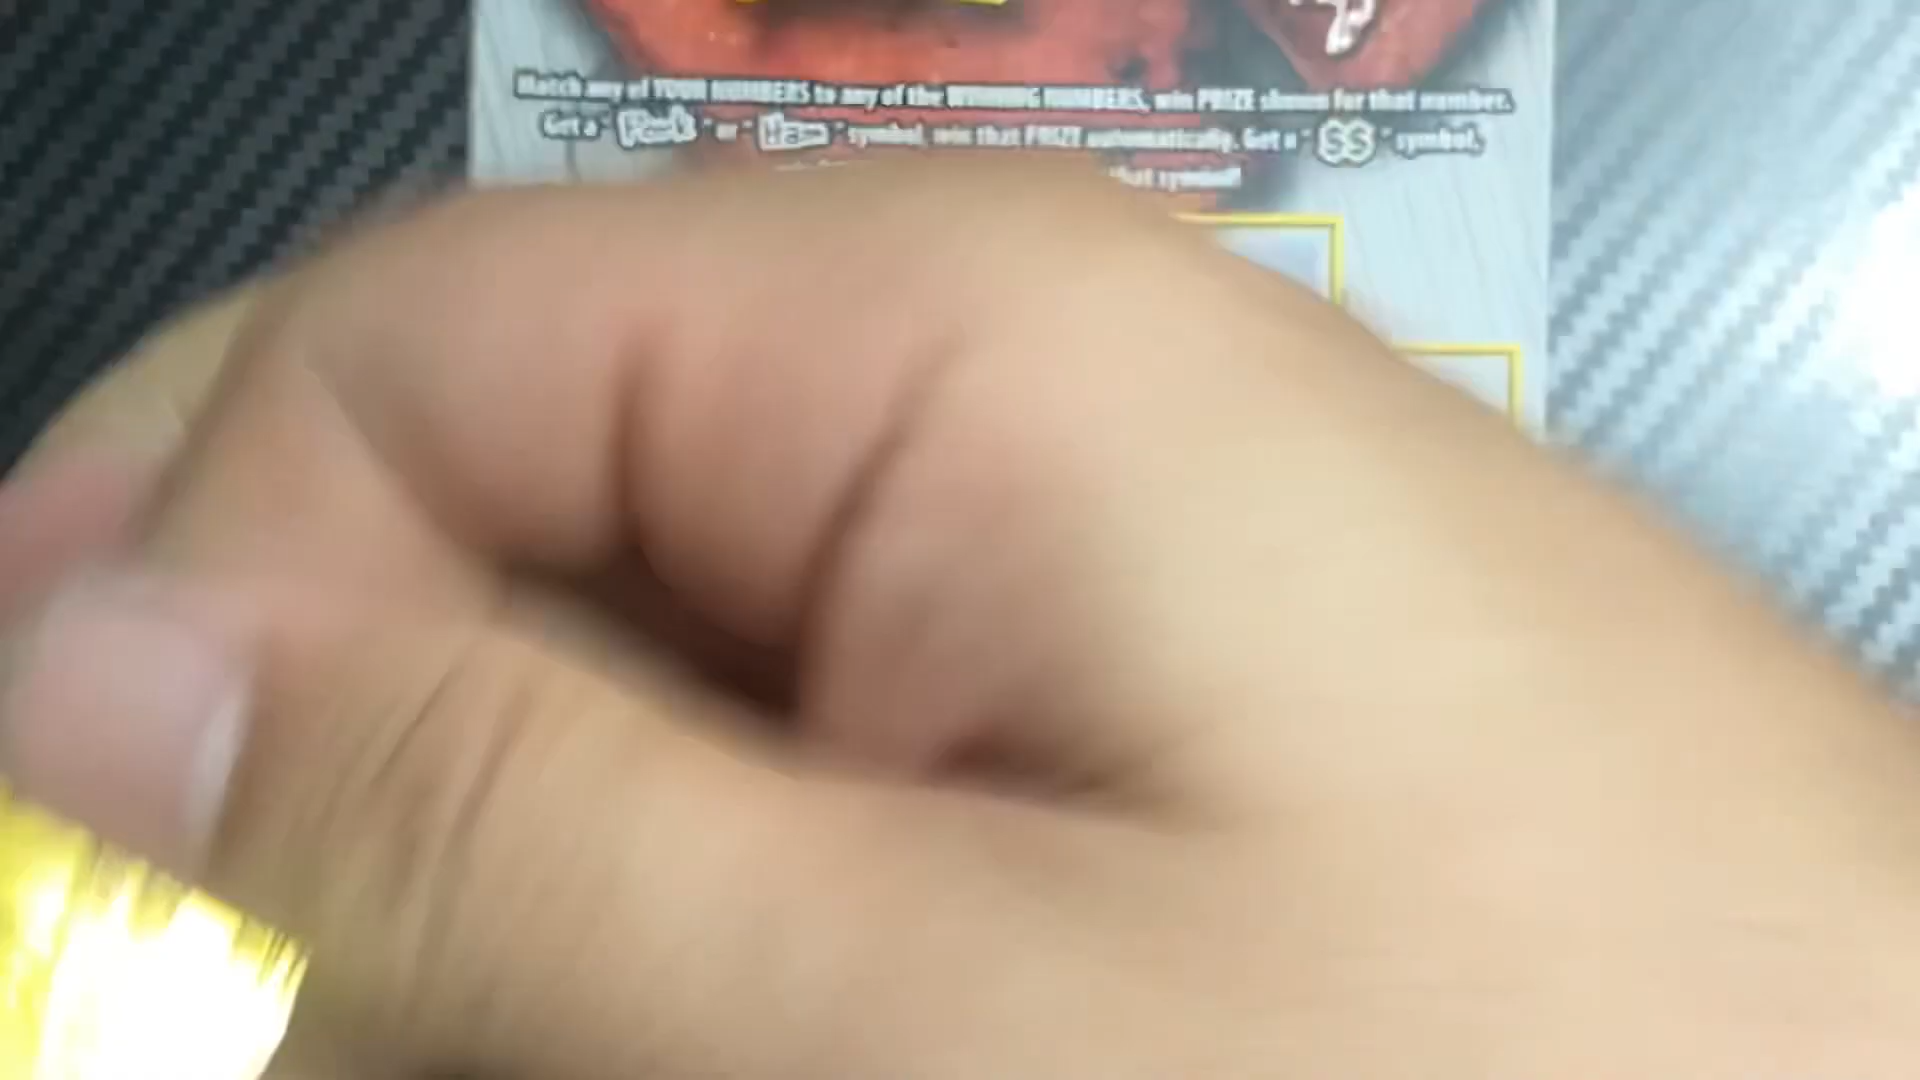 Match any of YOUR NUMBERS to any of the WINNING NUMBERS, win PRIZE shown for that number.
Get a " Pork " or " Ham " symbol, win that PRIZE automatically. Get a " $$ " symbol,
that symbol!